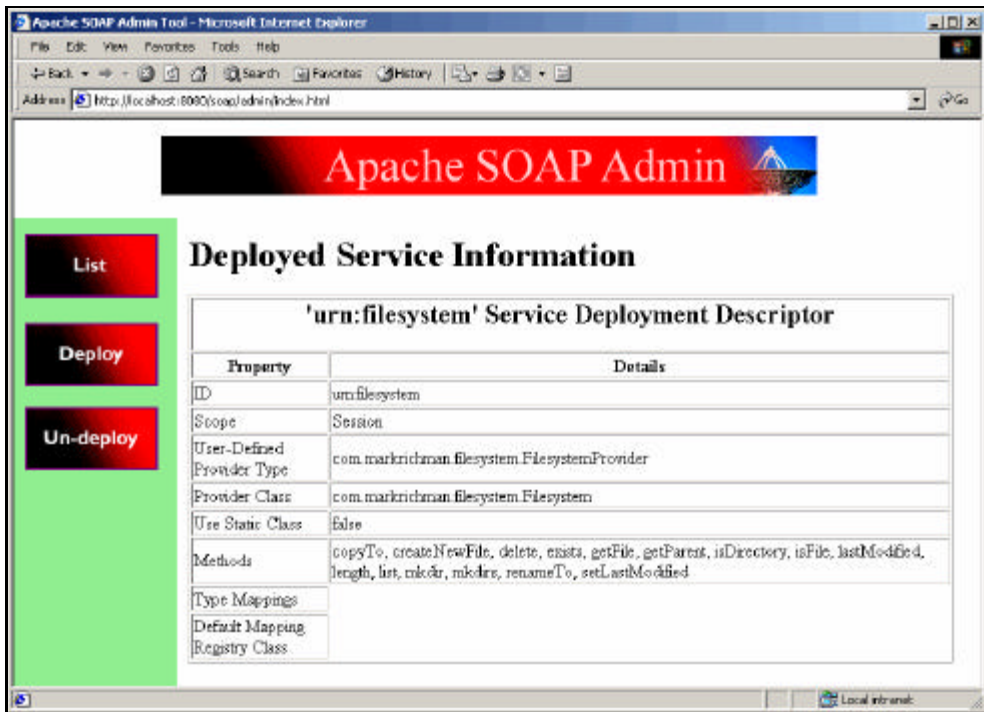 Apache SOAP Admin Tool - Microsoft Internet Explorer
File Edit View Favorites Tools Help
Back Search Favorites History
Address http://localhost:8080/soap/admin/index.html Go
Apache SOAP Admin
List
Deploy
Un-deploy
Deployed Service Information
'urn:filesystem' Service Deployment Descriptor
Property Details
ID urn:filesystem
Scope Session
User-Defined
Provider Type com.markrichman.filesystem.FilesystemProvider
Provider Class com.markrichman.filesystem.Filesystem
Use Static Class false
Methods copyTo, createNewFile, delete, exists, getFile, getParent, isDirectory, isFile, lastModified,
length, list, mkdir, mkdirs, renameTo, setLastModified
Type Mappings
Default Mapping
Registry Class
Local intranet